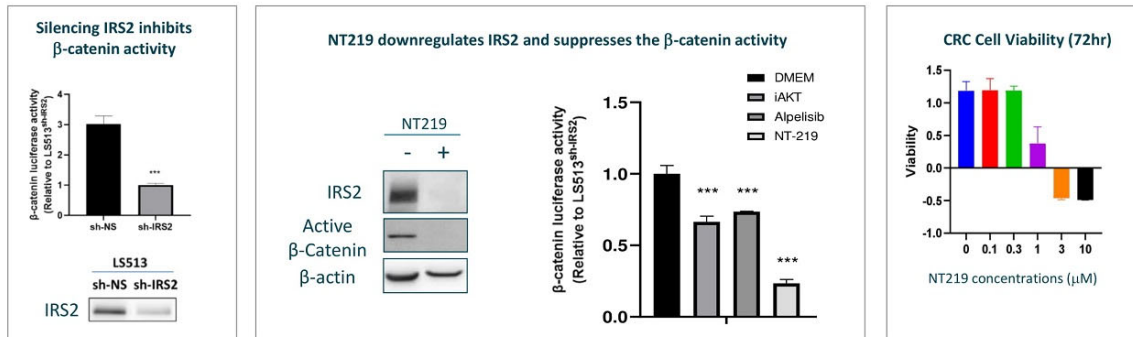 Silencing IRS2 inhibits
β-catenin activity
β-catenin luciferase activity
(Relative to LS513^sh-IRS2)
4
3
2
1
0
***
sh-NS sh-IRS2
LS513
sh-NS sh-IRS2
IRS2
NT219 downregulates IRS2 and suppresses the β-catenin activity
NT219
- +
IRS2
Active
β-Catenin
β-actin
β-catenin luciferase activity
(Relative to LS513^sh-IRS2)
1.5
1.0
0.5
0.0
DMEM
iAKT
Alpelisib
NT-219
*** *** ***
CRC Cell Viability (72hr)
Viability
1.5
1.0
0.5
0.0
-0.5
-1.0
0 0.1 0.3 1 3 10
NT219 concentrations (μM)